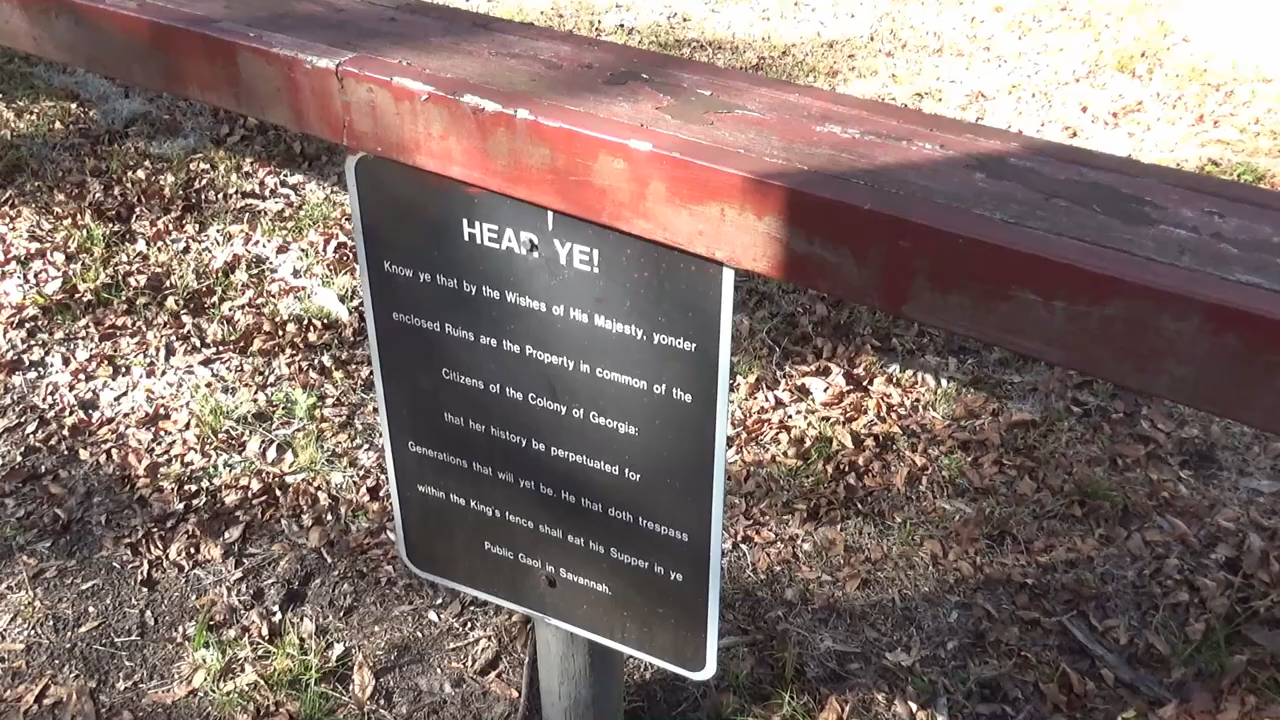 HEAR YE!
Know ye that by the Wishes of His Majesty, yonder
enclosed Ruins are the Property in common of the
Citizens of the Colony of Georgia;
that her history be perpetuated for
Generations that will yet be. He that doth trespass
within the King's fence shall eat his Supper in ye
Public Gaol in Savannah.